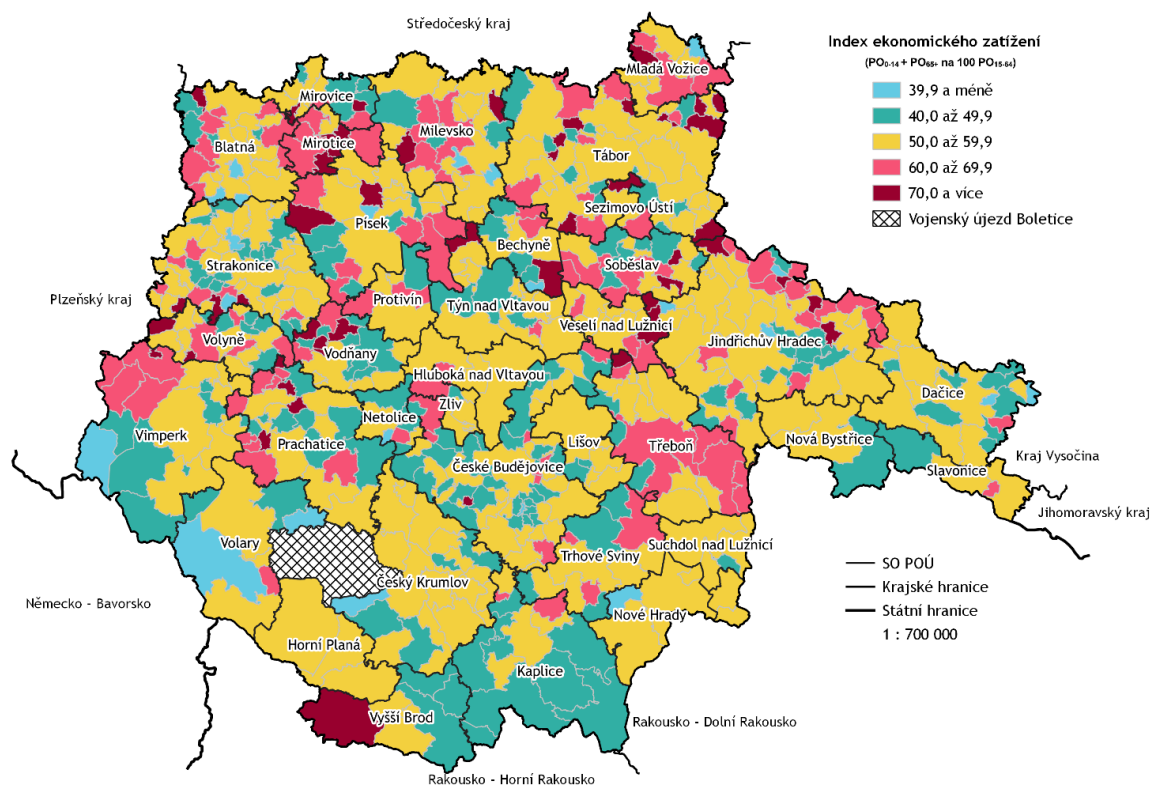 Středočeský kraj
Index ekonomického zatížení
(PO0-14 + PO65+ na 100 PO15-64)
39,9 a méně
40,0 až 49,9
50,0 až 59,9
60,0 až 69,9
70,0 a více
Vojenský újezd Boletice
Mladá Vožice
Mirovice
Milevsko
Blatná
Mirotice
Tábor
Sezimovo Ústí
Písek
Bechyně
Strakonice
Soběslav
Plzeňský kraj
Protivín
Týn nad Vltavou
Veselí nad Lužnicí
Volyně
Vodňany
Jindřichův Hradec
Hluboká nad Vltavou
Dačice
Zliv
Netolice
Vimperk
Prachatice
Lišov
Třeboň
Nová Bystřice
České Budějovice
Kraj Vysočina
Slavonice
Jihomoravský kraj
Volary
Trhové Sviny
Suchdol nad Lužnicí
Český Krumlov
Německo - Bavorsko
Nové Hrady
Horní Planá
Kaplice
Vyšší Brod
Rakousko - Dolní Rakousko
Rakousko - Horní Rakousko
SO POÚ
Krajské hranice
Státní hranice
1 : 700 000